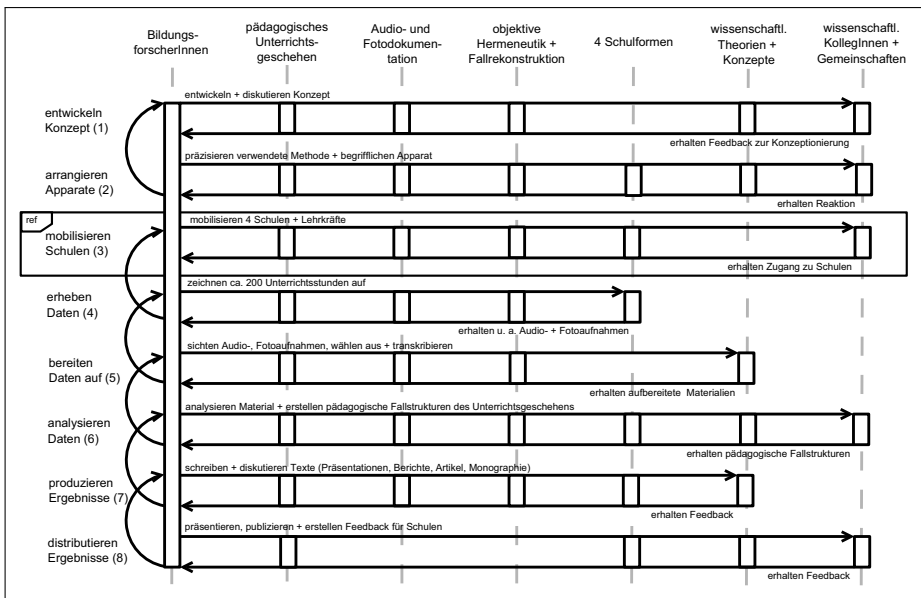 Bildungs-
forscherInnen
pädagogisches
Unterrichts-
geschehen
Audio- und
Fotodokumen-
tation
objektive
Hermeneutik +
Fallrekonstruktion
4 Schulformen
wissenschaftl.
Theorien +
Konzepte
wissenschaftl.
KollegInnen +
Gemeinschaften
entwickeln
Konzept (1)
entwickeln + diskutieren Konzept
erhalten Feedback zur Konzeptionierung
arrangieren
Apparate (2)
präzisieren verwendete Methode + begrifflichen Apparat
erhalten Reaktion
ref
mobilisieren
Schulen (3)
mobilisieren 4 Schulen + Lehrkräfte
erhalten Zugang zu Schulen
erheben
Daten (4)
zeichnen ca. 200 Unterrichtsstunden auf
erhalten u. a. Audio- + Fotoaufnahmen
bereiten
Daten auf (5)
sichten Audio-, Fotoaufnahmen, wählen aus + transkribieren
erhalten aufbereitete Materialien
analysieren
Daten (6)
analysieren Material + erstellen pädagogische Fallstrukturen des Unterrichtsgeschehens
erhalten pädagogische Fallstrukturen
produzieren
Ergebnisse (7)
schreiben + diskutieren Texte (Präsentationen, Berichte, Artikel, Monographie)
erhalten Feedback
distributieren
Ergebnisse (8)
präsentieren, publizieren + erstellen Feedback für Schulen
erhalten Feedback